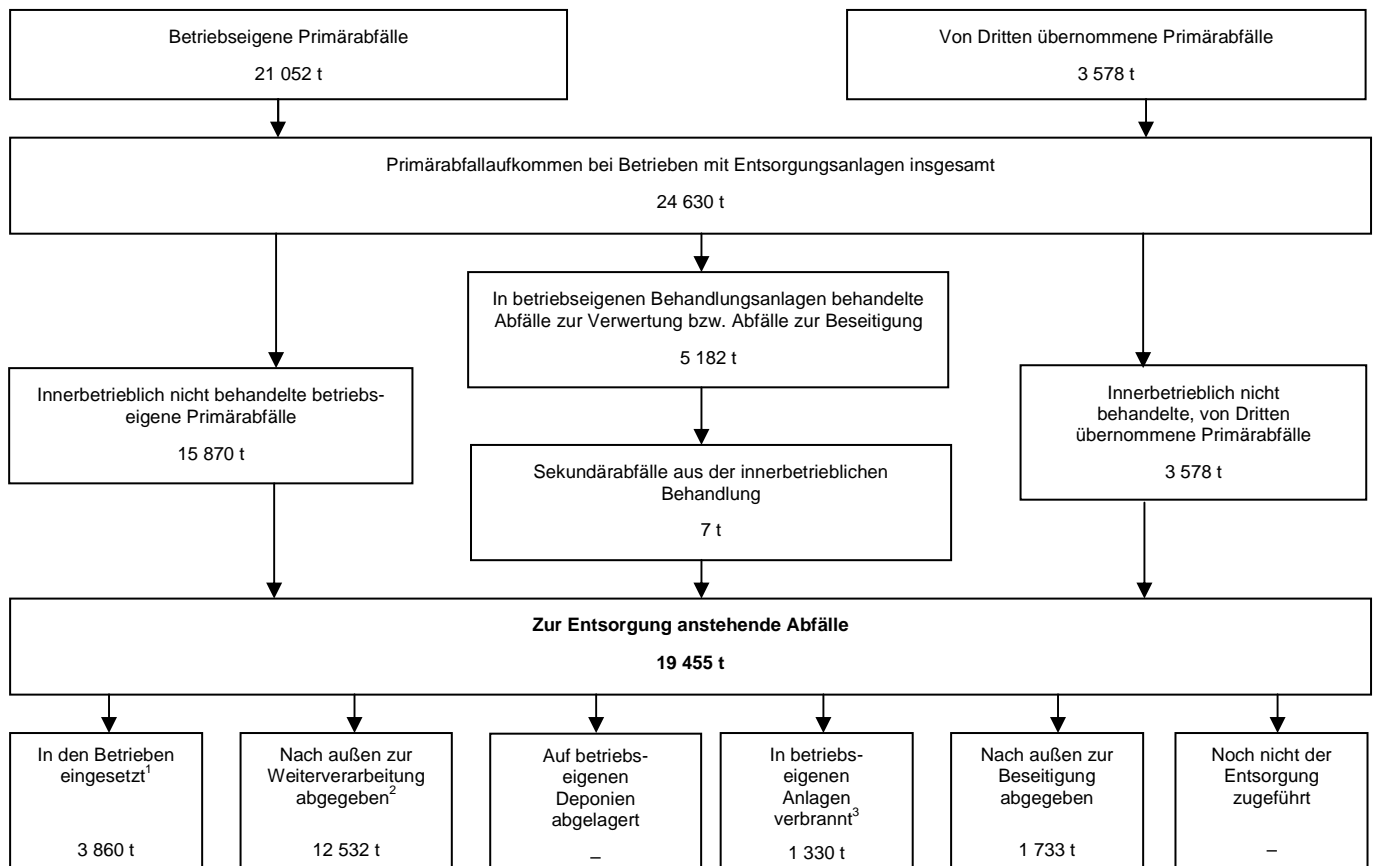 Betriebseigene Primärabfälle
21 052 t
Von Dritten übernommene Primärabfälle
3 578 t
Primärabfallaufkommen bei Betrieben mit Entsorgungsanlagen insgesamt
24 630 t
In betriebseigenen Behandlungsanlagen behandelte
Abfälle zur Verwertung bzw. Abfälle zur Beseitigung
5 182 t
Innerbetrieblich nicht behandelte betriebs-
eigene Primärabfälle
15 870 t
Innerbetrieblich nicht
behandelte, von Dritten
übernommene Primärabfälle
3 578 t
Sekundärabfälle aus der innerbetrieblichen
Behandlung
7 t
Zur Entsorgung anstehende Abfälle
19 455 t
In den Betrieben
eingesetzt¹
3 860 t
Nach außen zur
Weiterverarbeitung
abgegeben²
12 532 t
Auf betriebs-
eigenen
Deponien
abgelagert
–
In betriebs-
eigenen
Anlagen
verbrannt³
1 330 t
Nach außen zur
Beseitigung
abgegeben
1 733 t
Noch nicht der
Entsorgung
zugeführt
–